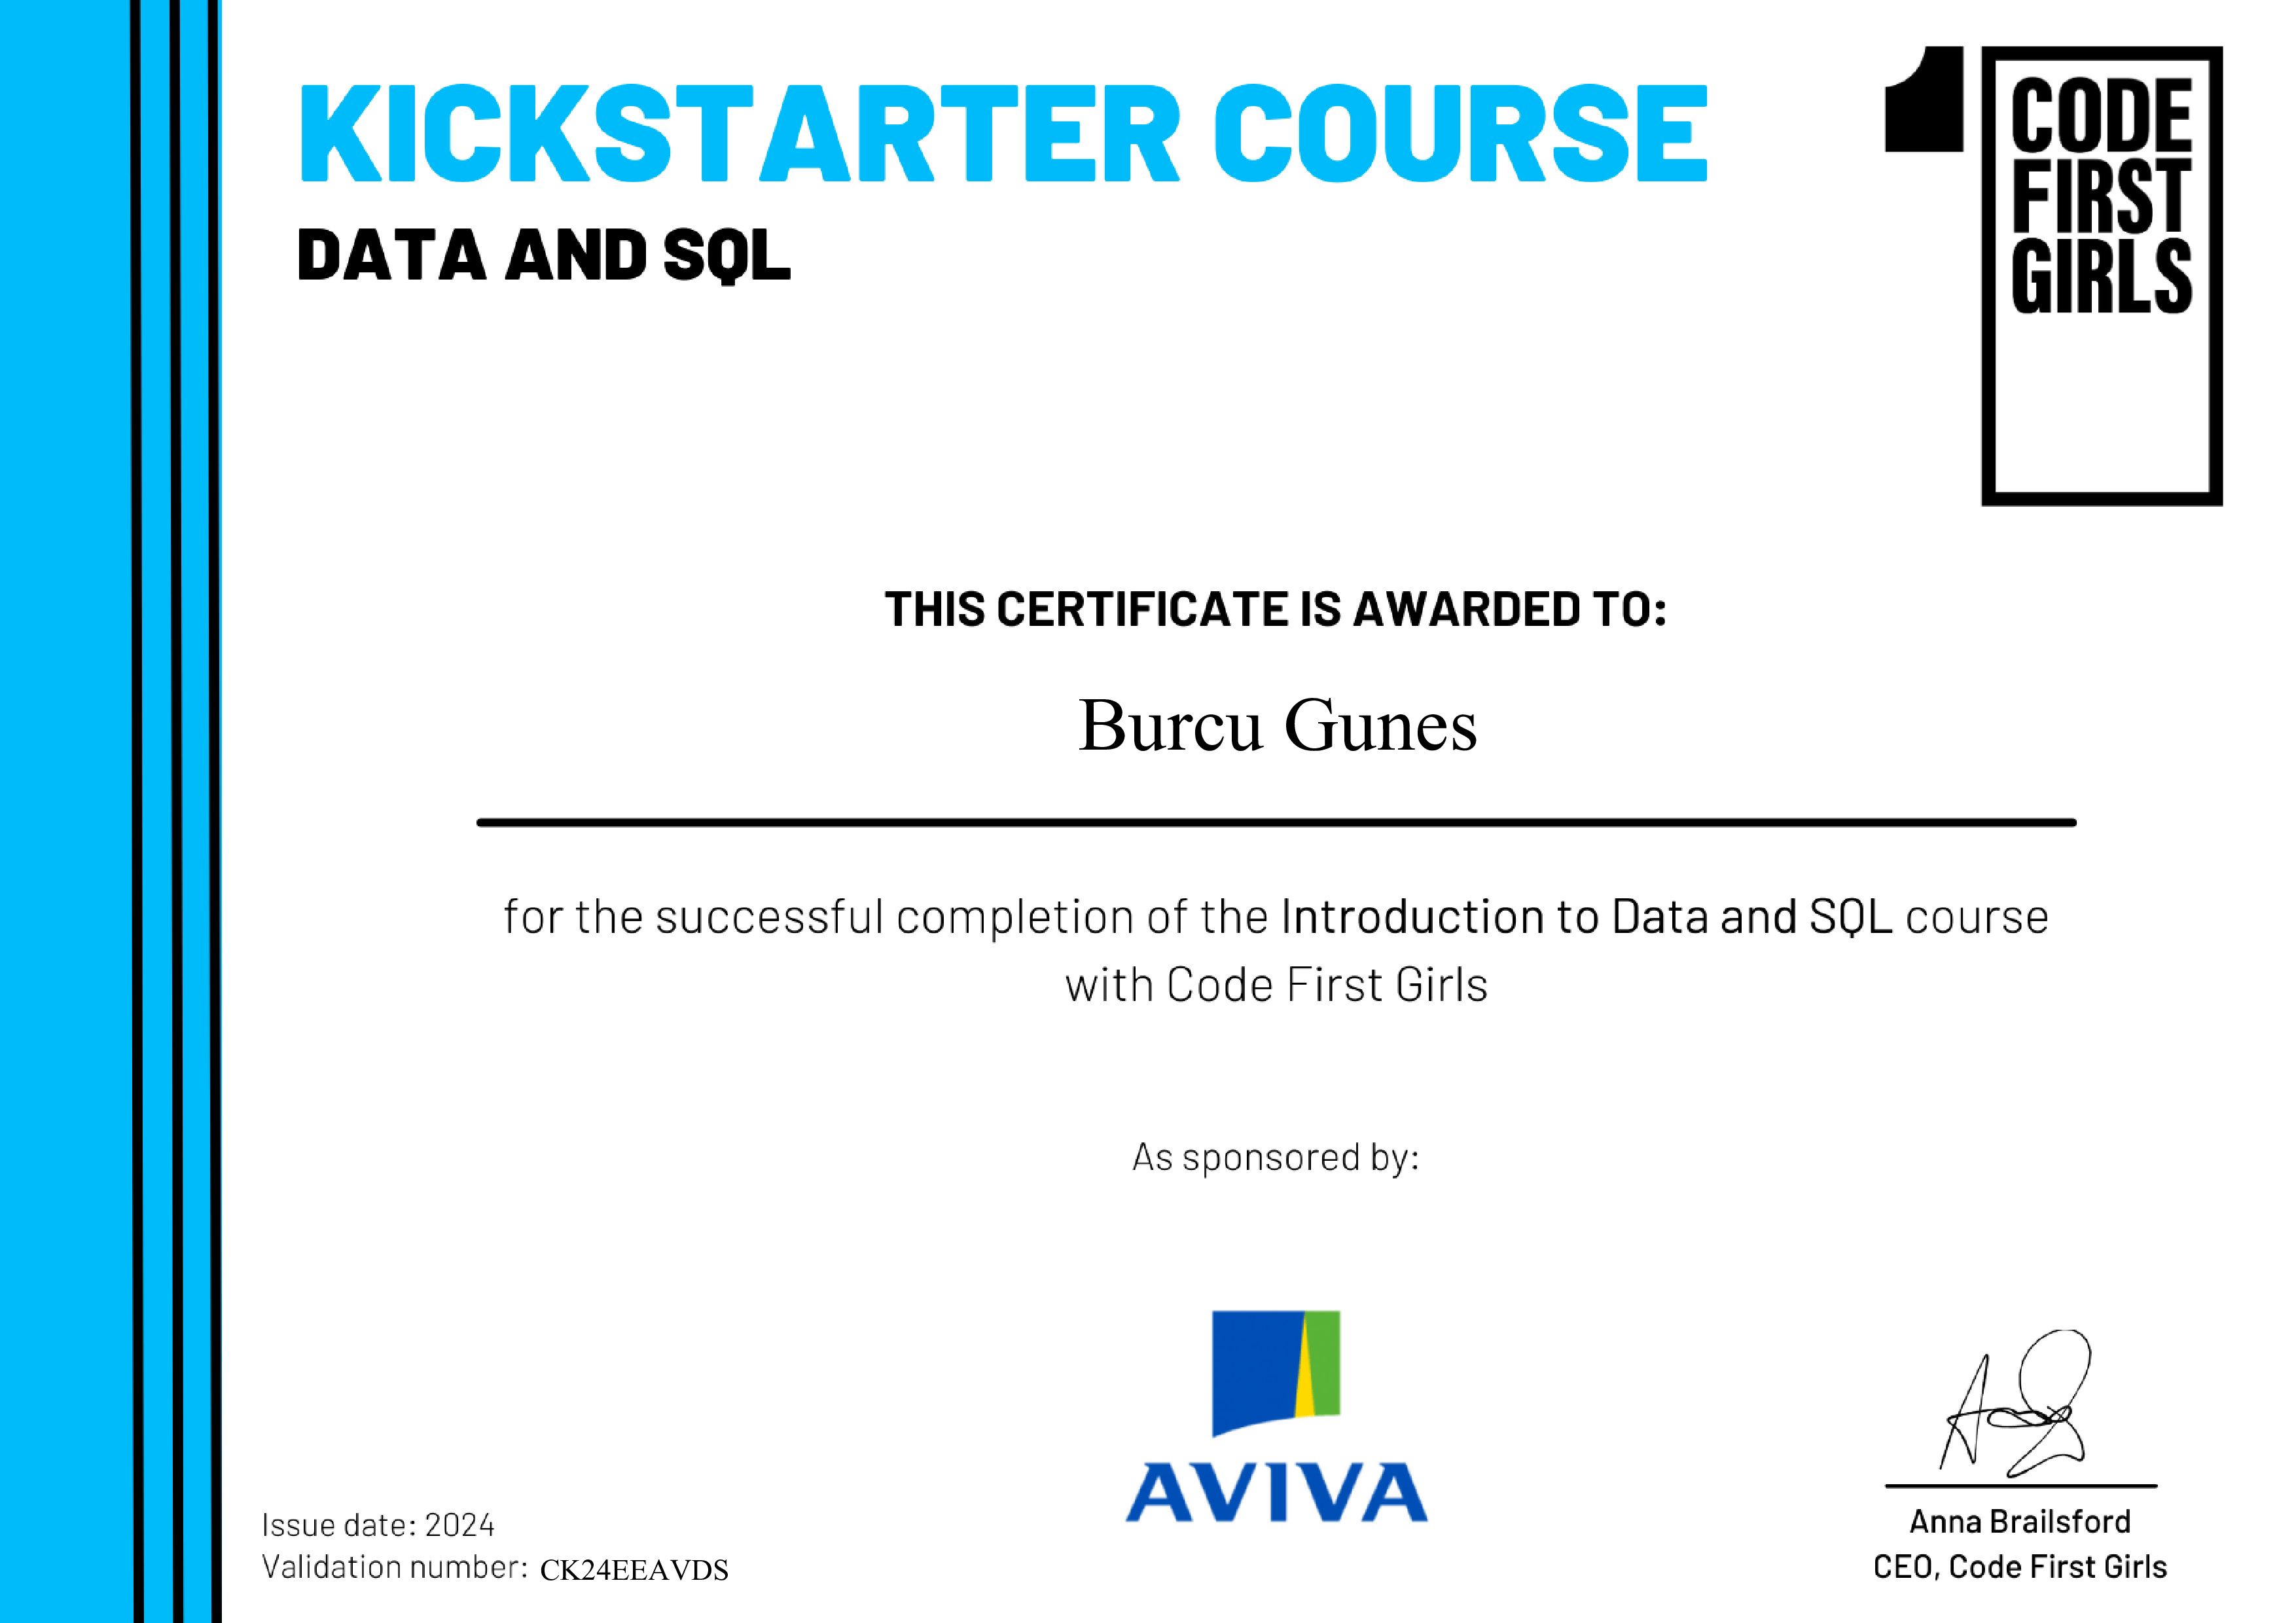 KICKSTARTER COURSE
DATA AND SQL
CODE
FIRST
GIRLS
THIS CERTIFICATE IS AWARDED TO:
Burcu Gunes
for the successful completion of the Introduction to Data and SQL course
with Code First Girls
As sponsored by:
AVIVA
Issue date: 2024
Validation number: CK24EEAVDS
Anna Brailsford
CEO, Code First Girls